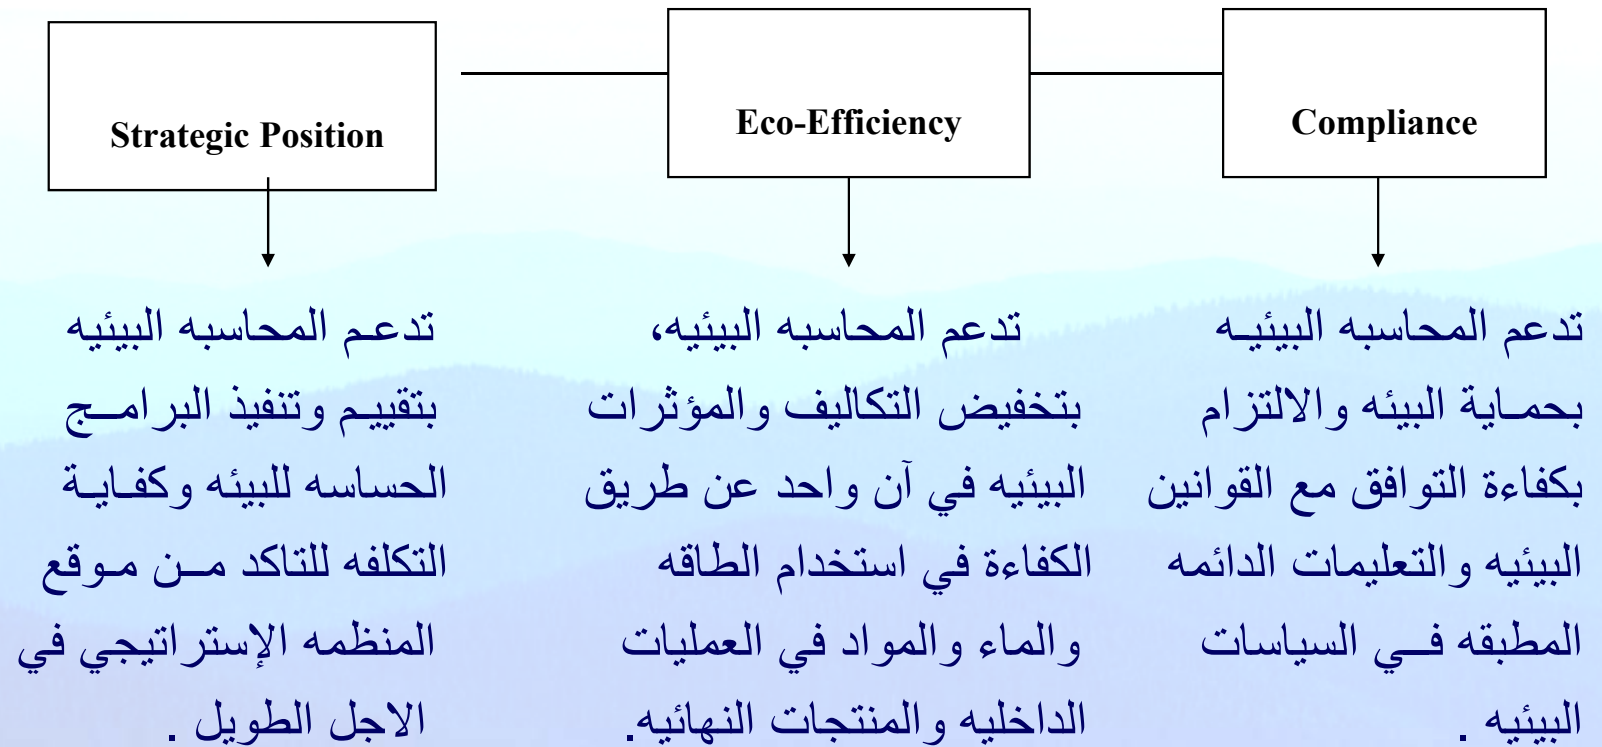 Compliance
Eco-Efficiency
Strategic Position
تدعم المحاسبه البيئيه
بحماية البيئه والالتزام
بكفاءة التوافق مع القوانين
البيئيه والتعليمات الدائمه
المطبقه في السياسات
البيئيه .
تدعم المحاسبه البيئيه،
بتخفيض التكاليف والمؤثرات
البيئيه في آن واحد عن طريق
الكفاءة في استخدام الطاقه
والماء والمواد في العمليات
الداخليه والمنتجات النهائيه.
تدعم المحاسبه البيئيه
بتقييم وتنفيذ البرامج
الحساسه للبيئه وكفاية
التكلفه للتاكد من موقع
المنظمه الإستراتيجي في
الاجل الطويل .